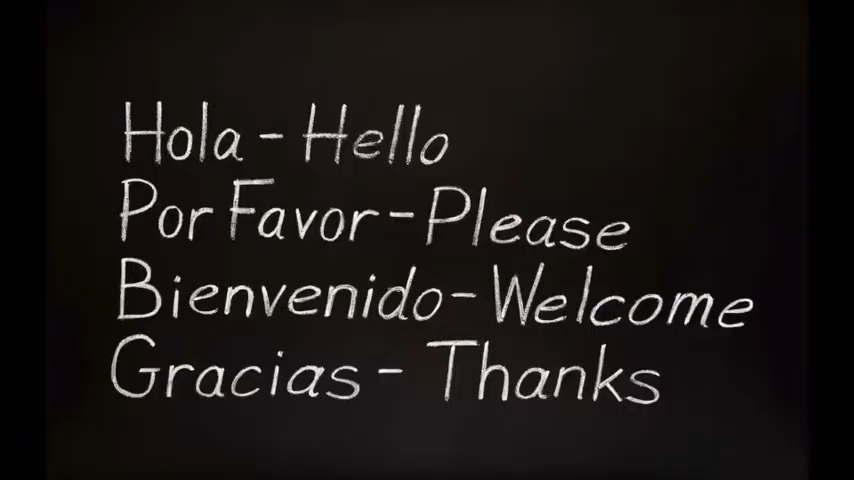 Hola - Hello
Por Favor - Please
Bienvenido - Welcome
Gracias - Thanks